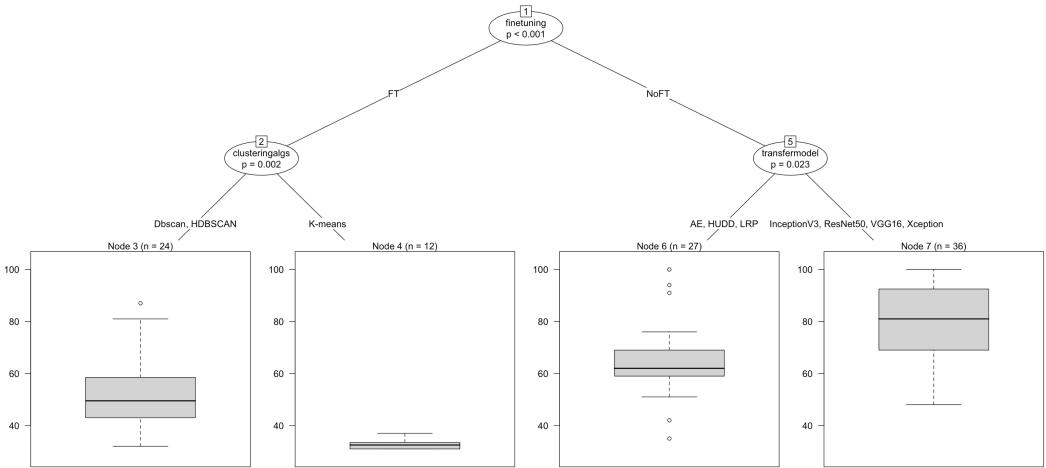 1
finetuning
p < 0.001
FT
NoFT
2
clusteringalgs
p = 0.002
5
transfermodel
p = 0.023
Dbscan, HDBSCAN
K-means
AE, HUDD, LRP
InceptionV3, ResNet50, VGG16, Xception
Node 3 (n = 24)
100
80
60
40
Node 4 (n = 12)
100
80
60
40
Node 6 (n = 27)
100
80
60
40
Node 7 (n = 36)
100
80
60
40